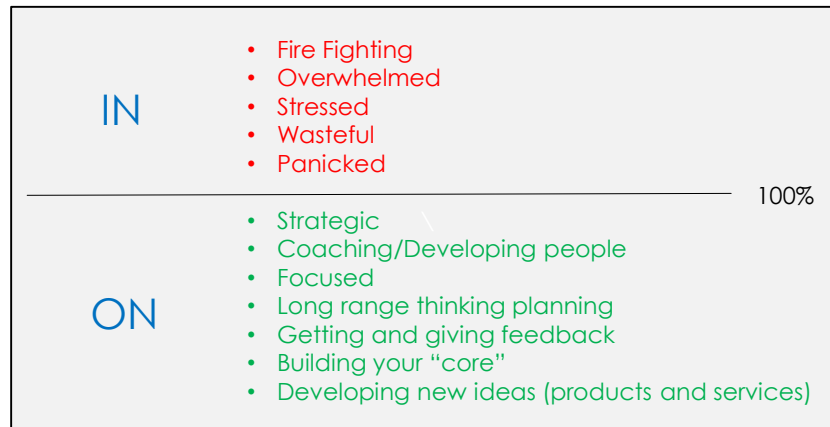 IN
• Fire Fighting
• Overwhelmed
• Stressed
• Wasteful
• Panicked
100%
ON
• Strategic \
• Coaching/Developing people
• Focused
• Long range thinking planning
• Getting and giving feedback
• Building your “core”
• Developing new ideas (products and services)